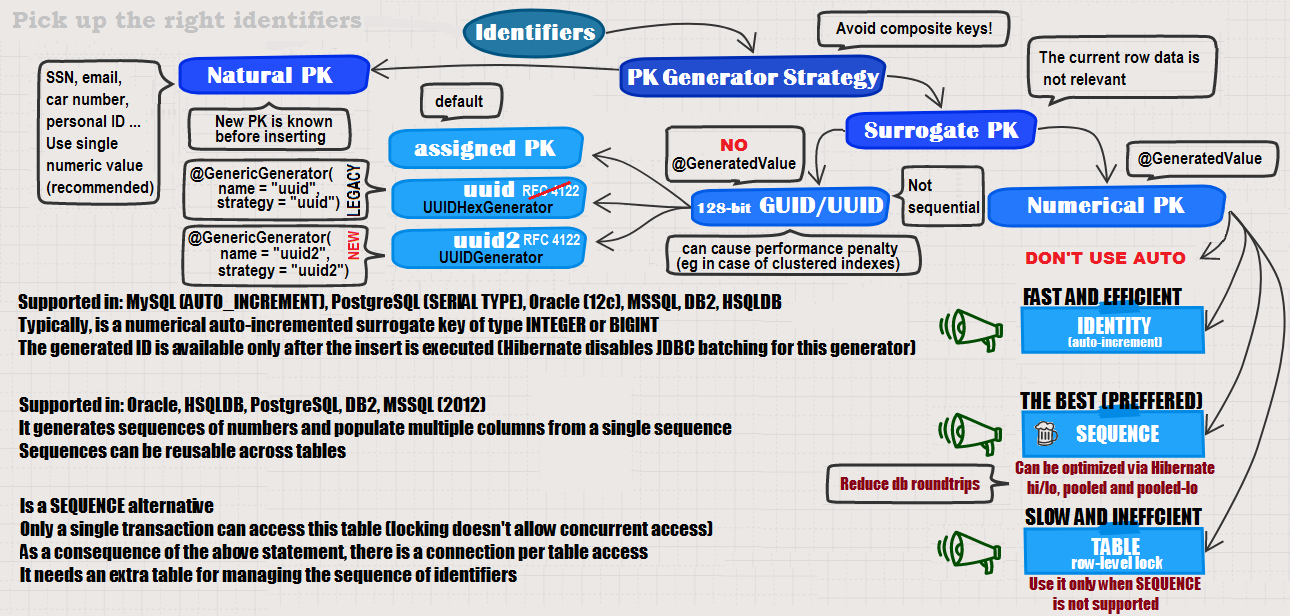 Pick up the right identifiers
Identifiers
Avoid composite keys!
PK Generator Strategy
The current row data is
not relevant
SSN, email,
car number,
personal ID ...
Use single
numeric value
(recommended)
Natural PK
New PK is known
before inserting
default
Surrogate PK
assigned PK
NO
@GeneratedValue
@GeneratedValue
@GenericGenerator(
name = "uuid",
strategy = "uuid")
LEGACY
uuid RFC 4122
UUIDHexGenerator
128-bit GUID/UUID
Not
sequential
Numerical PK
@GenericGenerator(
name = "uuid2",
strategy = "uuid2")
NEW
uuid2 RFC 4122
UUIDGenerator
can cause performance penalty
(eg in case of clustered indexes)
DON'T USE AUTO
Supported in: MySQL (AUTO_INCREMENT), PostgreSQL (SERIAL TYPE), Oracle (12c), MSSQL, DB2, HSQLDB
Typically, is a numerical auto-incremented surrogate key of type INTEGER or BIGINT
The generated ID is available only after the insert is executed (Hibernate disables JDBC batching for this generator)
FAST AND EFFICIENT
IDENTITY
(auto-increment)
Supported in: Oracle, HSQLDB, PostgreSQL, DB2, MSSQL (2012)
It generates sequences of numbers and populate multiple columns from a single sequence
Sequences can be reusable across tables
THE BEST (PREFFERED)
SEQUENCE
Can be optimized via Hibernate
hi/lo, pooled and pooled-lo
Reduce db roundtrips
Is a SEQUENCE alternative
Only a single transaction can access this table (locking doesn't allow concurrent access)
As a consequence of the above statement, there is a connection per table access
It needs an extra table for managing the sequence of identifiers
SLOW AND INEFFCIENT
TABLE
row-level lock
Use it only when SEQUENCE
is not supported